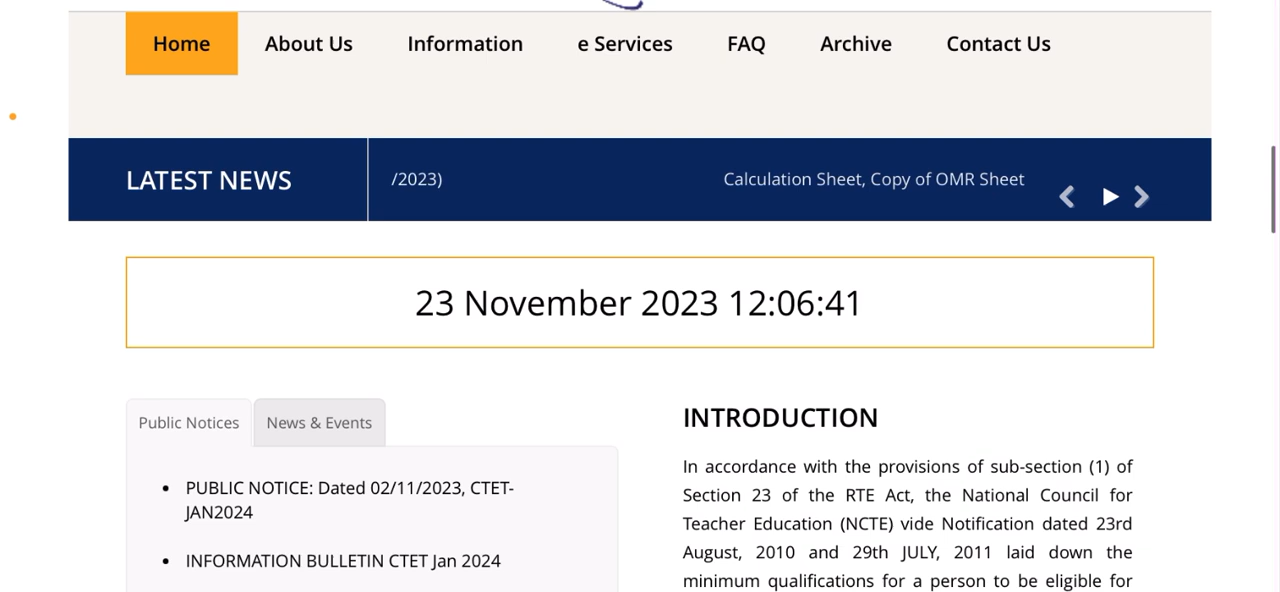 Home About Us Information e Services FAQ Archive Contact Us
LATEST NEWS /2023) Calculation Sheet, Copy of OMR Sheet
23 November 2023 12:06:41
Public Notices News & Events
• PUBLIC NOTICE: Dated 02/11/2023, CTET-
JAN2024
• INFORMATION BULLETIN CTET Jan 2024
INTRODUCTION
In accordance with the provisions of sub-section (1) of
Section 23 of the RTE Act, the National Council for
Teacher Education (NCTE) vide Notification dated 23rd
August, 2010 and 29th JULY, 2011 laid down the
minimum qualifications for a person to be eligible for